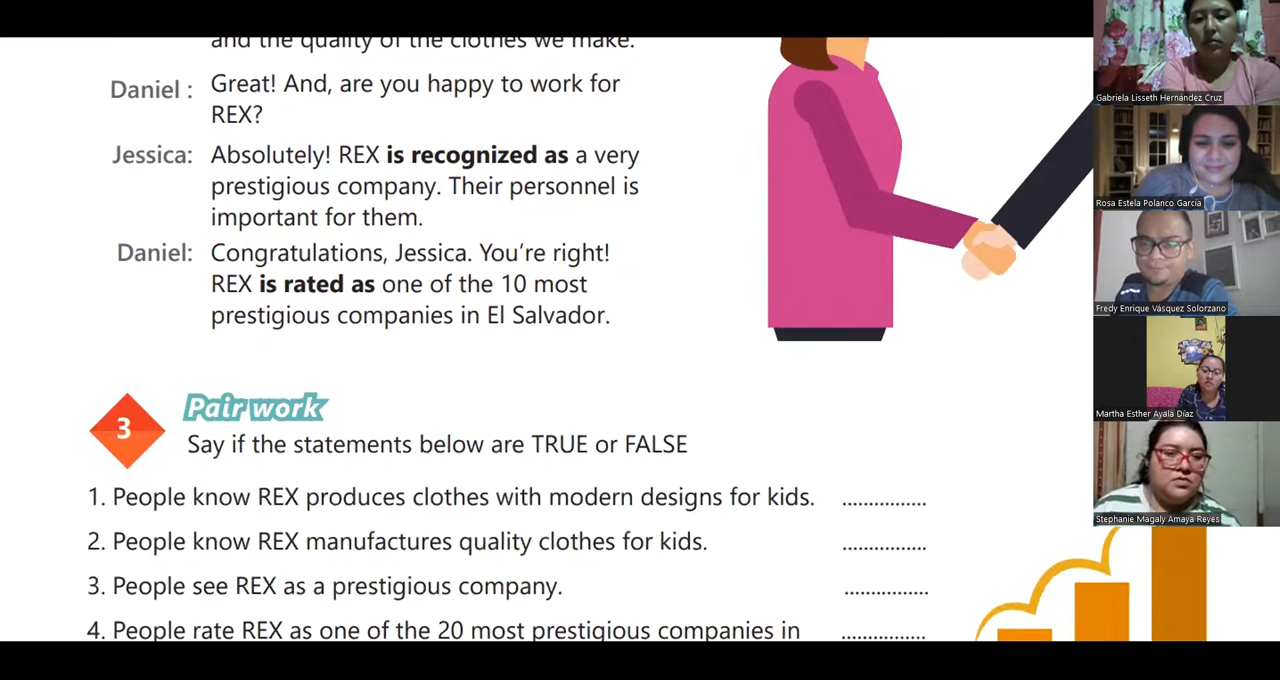 and the quality of the clothes we make.
Daniel : Great! And, are you happy to work for
REX?
Jessica: Absolutely! REX is recognized as a very
prestigious company. Their personnel is
important for them.
Daniel: Congratulations, Jessica. You're right!
REX is rated as one of the 10 most
prestigious companies in El Salvador.
3
Pair work
Say if the statements below are TRUE or FALSE
1. People know REX produces clothes with modern designs for kids. ...............
2. People know REX manufactures quality clothes for kids. ...............
3. People see REX as a prestigious company. ...............
4. People rate REX as one of the 20 most prestigious companies in ...............
Gabriela Lisseth Hernández Cruz
Rosa Estela Polanco García
Fredy Enrique Vásquez Solorzano
Martha Esther Ayala Díaz
Stephanie Magaly Amaya Reyes